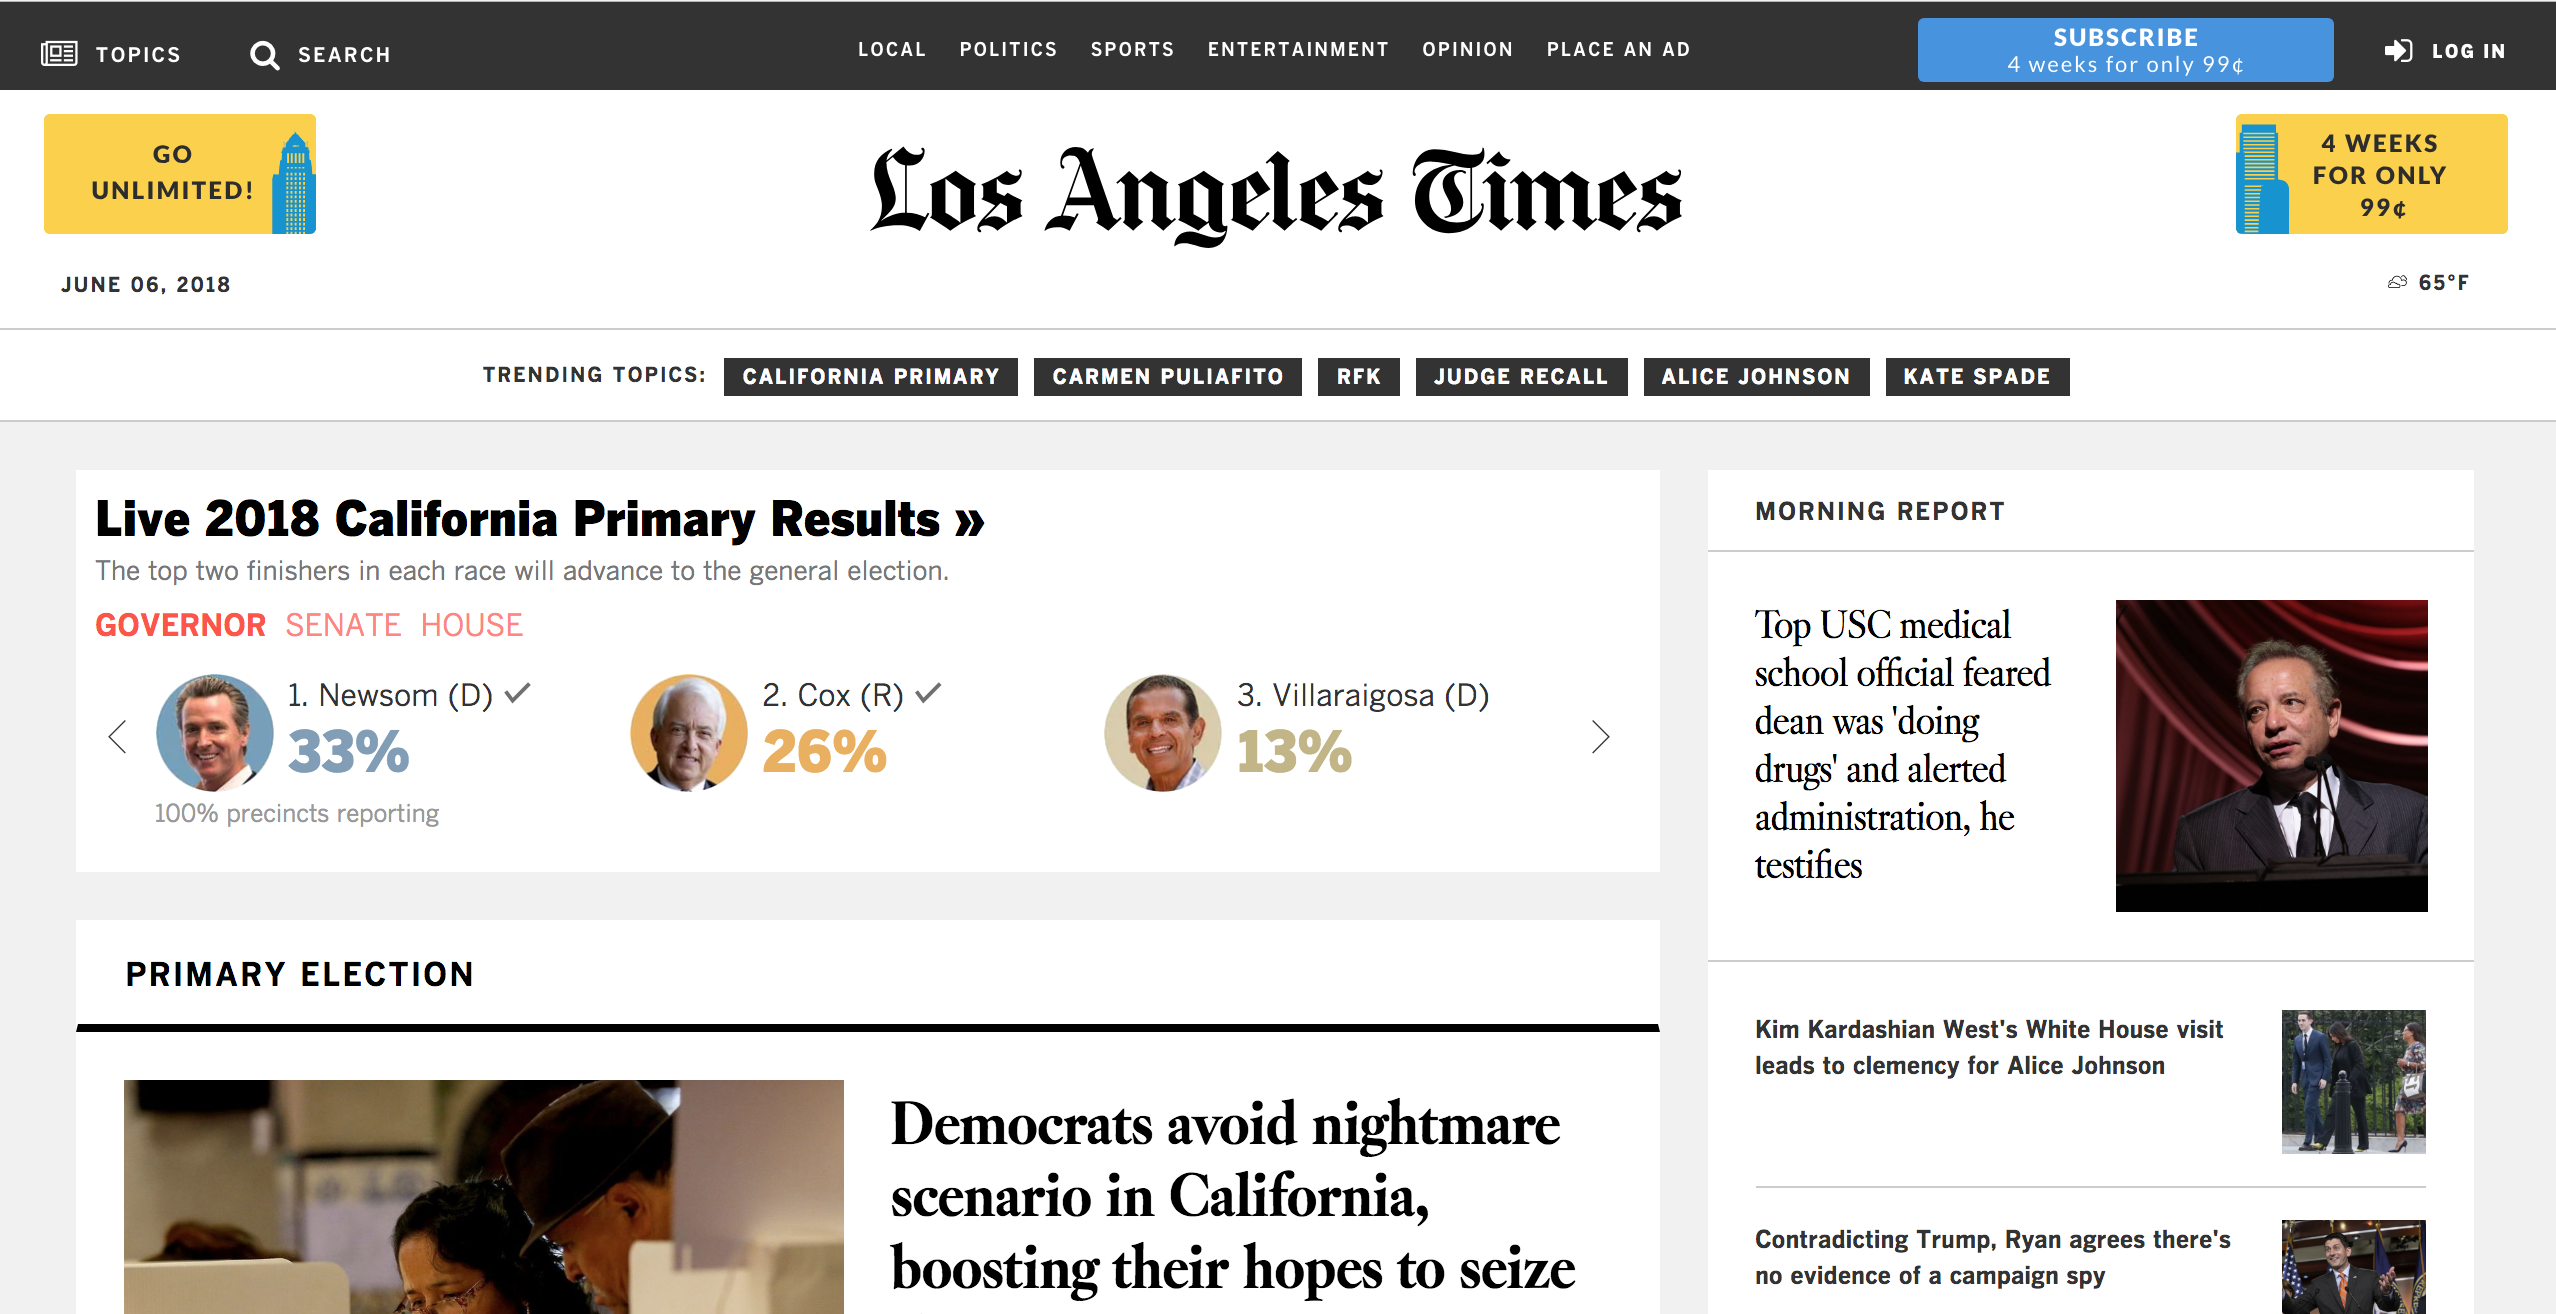 TOPICS
SEARCH
LOCAL POLITICS SPORTS ENTERTAINMENT OPINION PLACE AN AD
SUBSCRIBE
4 weeks for only 99¢
LOG IN
GO
UNLIMITED!
Los Angeles Times
4 WEEKS
FOR ONLY
99¢
JUNE 06, 2018
65°F
TRENDING TOPICS: CALIFORNIA PRIMARY CARMEN PULIAFITO RFK JUDGE RECALL ALICE JOHNSON KATE SPADE
Live 2018 California Primary Results »
The top two finishers in each race will advance to the general election.
GOVERNOR SENATE HOUSE
1. Newsom (D) ✓
33%
2. Cox (R) ✓
26%
3. Villaraigosa (D)
13%
100% precincts reporting
PRIMARY ELECTION
Democrats avoid nightmare
scenario in California,
boosting their hopes to seize
MORNING REPORT
Top USC medical
school official feared
dean was 'doing
drugs' and alerted
administration, he
testifies
Kim Kardashian West's White House visit
leads to clemency for Alice Johnson
Contradicting Trump, Ryan agrees there's
no evidence of a campaign spy